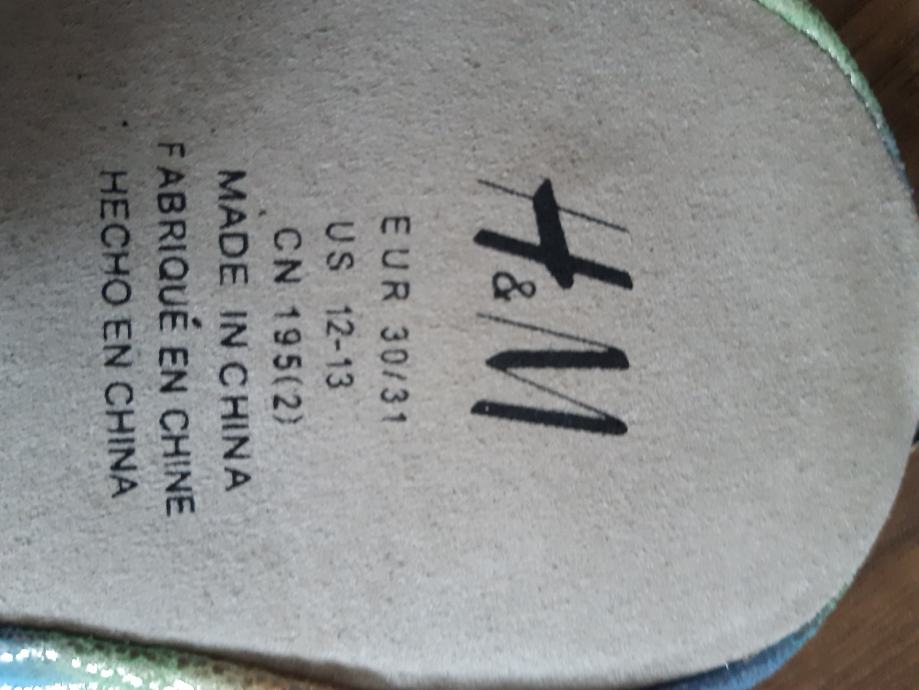 H&M
EUR 30/31
US 12-13
CN 195(2)
MADE IN CHINA
FABRIQUÉ EN CHINE
HECHO EN CHINA